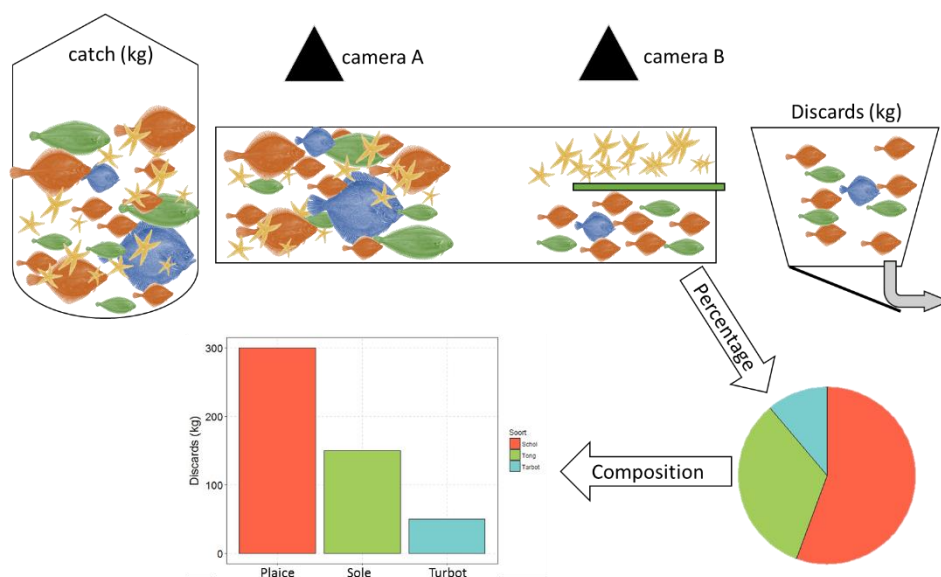 catch (kg)
camera A
camera B
Discards (kg)
Percentage
Composition
Discards (kg)
300
200
100
0
Plaice
Sole
Turbot
Soort
Schol
Tong
Tarbot